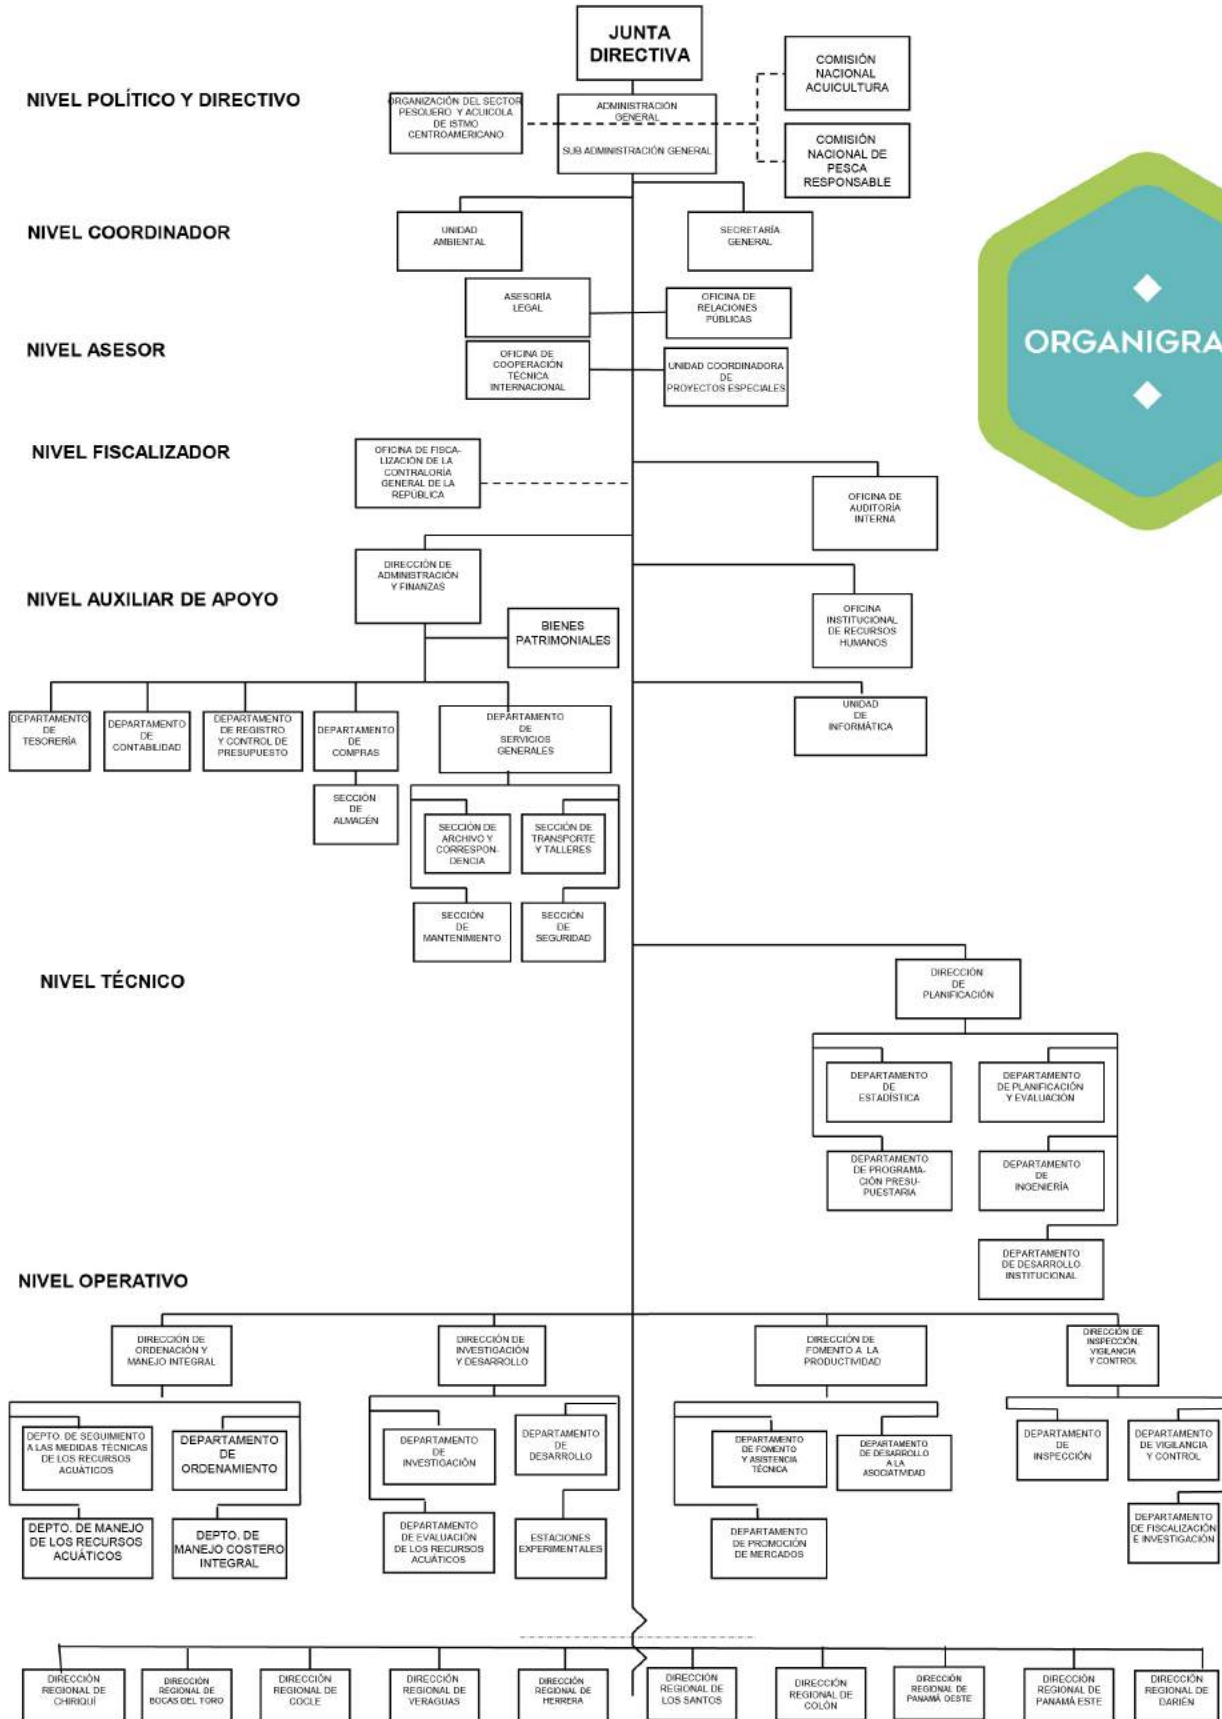 JUNTA
DIRECTIVA
NIVEL POLÍTICO Y DIRECTIVO
ORGANIZACIÓN DEL SECTOR
PESQUERO Y ACUICOLA
DE ISTMO
CENTROAMERICANO
ADMINISTRACIÓN
GENERAL
SUB ADMINISTRACIÓN GENERAL
COMISIÓN
NACIONAL
ACUICULTURA
COMISIÓN
NACIONAL DE
PESCA
RESPONSABLE
NIVEL COORDINADOR
UNIDAD
AMBIENTAL
SECRETARÍA
GENERAL
ORGANIGRA
NIVEL ASESOR
ASESORÍA
LEGAL
OFICINA DE
RELACIONES
PÚBLICAS
OFICINA DE
COOPERACIÓN
TÉCNICA
INTERNACIONAL
UNIDAD COORDINADORA
DE
PROYECTOS ESPECIALES
NIVEL FISCALIZADOR
OFICINA DE FISCA-
LIZACIÓN DE LA
CONTRALORÍA
GENERAL DE LA
REPÚBLICA
OFICINA DE
AUDITORÍA
INTERNA
NIVEL AUXILIAR DE APOYO
DIRECCIÓN DE
ADMINISTRACIÓN
Y FINANZAS
BIENES
PATRIMONIALES
OFICINA
INSTITUCIONAL
DE RECURSOS
HUMANOS
UNIDAD
DE
INFORMÁTICA
DEPARTAMENTO
DE
TESORERÍA
DEPARTAMENTO
DE
CONTABILIDAD
DEPARTAMENTO
DE REGISTRO
Y CONTROL DE
PRESUPUESTO
DEPARTAMENTO
DE
COMPRAS
DEPARTAMENTO
DE
SERVICIOS
GENERALES
SECCIÓN
DE
ALMACÉN
SECCIÓN DE
ARCHIVO Y
CORRESPON-
DENCIA
SECCIÓN DE
TRANSPORTE
Y TALLERES
SECCIÓN
DE
MANTENIMIENTO
SECCIÓN
DE
SEGURIDAD
NIVEL TÉCNICO
DIRECCIÓN
DE
PLANIFICACIÓN
DEPARTAMENTO
DE
ESTADÍSTICA
DEPARTAMENTO
DE PLANIFICACIÓN
Y EVALUACIÓN
DEPARTAMENTO
DE PROGRAMA-
CIÓN PRESU-
PUESTARIA
DEPARTAMENTO
DE
INGENIERÍA
DEPARTAMENTO
DE DESARROLLO
INSTITUCIONAL
NIVEL OPERATIVO
DIRECCIÓN DE
ORDENACIÓN Y
MANEJO INTEGRAL
DIRECCIÓN DE
INVESTIGACIÓN
Y DESARROLLO
DIRECCIÓN DE
FOMENTO A LA
PRODUCTIVIDAD
DIRECCIÓN DE
INSPECCIÓN,
VIGILANCIA
Y CONTROL
DEPTO. DE SEGUIMIENTO
A LAS MEDIDAS TÉCNICAS
DE LOS RECURSOS
ACUÁTICOS
DEPARTAMENTO
DE
ORDENAMIENTO
DEPARTAMENTO
DE
INVESTIGACIÓN
DEPARTAMENTO
DE
DESARROLLO
DEPARTAMENTO
DE FOMENTO
Y ASISTENCIA
TÉCNICA
DEPARTAMENTO
DE DESARROLLO
A LA
ASOCIATIVIDAD
DEPARTAMENTO
DE
INSPECCIÓN
DEPARTAMENTO
DE VIGILANCIA
Y CONTROL
DEPTO. DE MANEJO
DE LOS RECURSOS
ACUÁTICOS
DEPTO. DE
MANEJO COSTERO
INTEGRAL
DEPARTAMENTO
DE EVALUACIÓN
DE LOS RECURSOS
ACUÁTICOS
ESTACIONES
EXPERIMENTALES
DEPARTAMENTO
DE PROMOCIÓN
DE MERCADOS
DEPARTAMENTO
DE FISCALIZACIÓN
E INVESTIGACIÓN
DIRECCIÓN
REGIONAL DE
CHIRIQUÍ
DIRECCIÓN
REGIONAL DE
BOCAS DEL TORO
DIRECCIÓN
REGIONAL DE
COCLE
DIRECCIÓN
REGIONAL DE
VERAGUAS
DIRECCIÓN
REGIONAL DE
HERRERA
DIRECCIÓN
REGIONAL DE
LOS SANTOS
DIRECCIÓN
REGIONAL DE
COLÓN
DIRECCIÓN
REGIONAL DE
PANAMÁ OESTE
DIRECCIÓN
REGIONAL DE
PANAMÁ ESTE
DIRECCIÓN
REGIONAL DE
DARIÉN